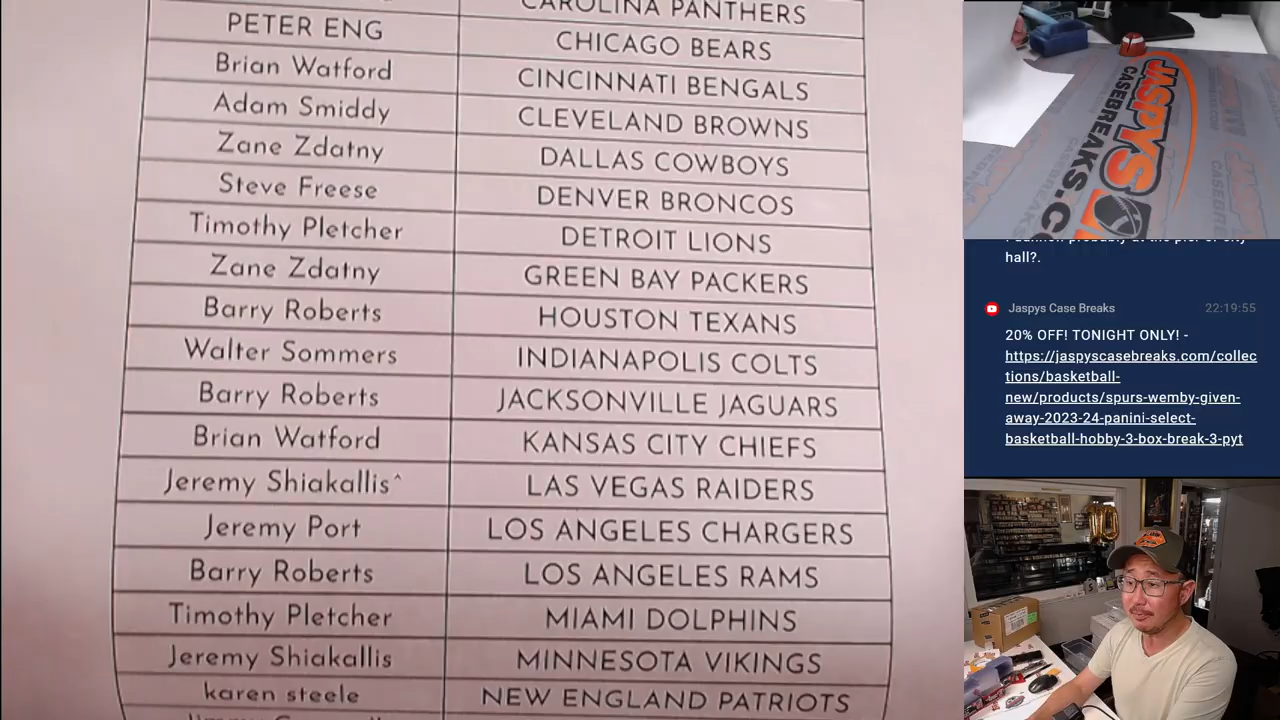 CAROLINA PANTHERS
PETER ENG CHICAGO BEARS
Brian Watford CINCINNATI BENGALS
Adam Smiddy CLEVELAND BROWNS
Zane Zdatny DALLAS COWBOYS
Steve Freese DENVER BRONCOS
Timothy Pletcher DETROIT LIONS
Zane Zdatny GREEN BAY PACKERS
Barry Roberts HOUSTON TEXANS
Walter Sommers INDIANAPOLIS COLTS
Barry Roberts JACKSONVILLE JAGUARS
Brian Watford KANSAS CITY CHIEFS
Jeremy Shiakallis^ LAS VEGAS RAIDERS
Jeremy Port LOS ANGELES CHARGERS
Barry Roberts LOS ANGELES RAMS
Timothy Pletcher MIAMI DOLPHINS
Jeremy Shiakallis MINNESOTA VIKINGS
karen steele NEW ENGLAND PATRIOTS
JASPYS
CASEBREAKS.C
hall?.
Jaspys Case Breaks 22:19:55
20% OFF! TONIGHT ONLY! -
https://jaspyscasebreaks.com/collec
tions/basketball-
new/products/spurs-wemby-given-
away-2023-24-panini-select-
basketball-hobby-3-box-break-3-pyt
10